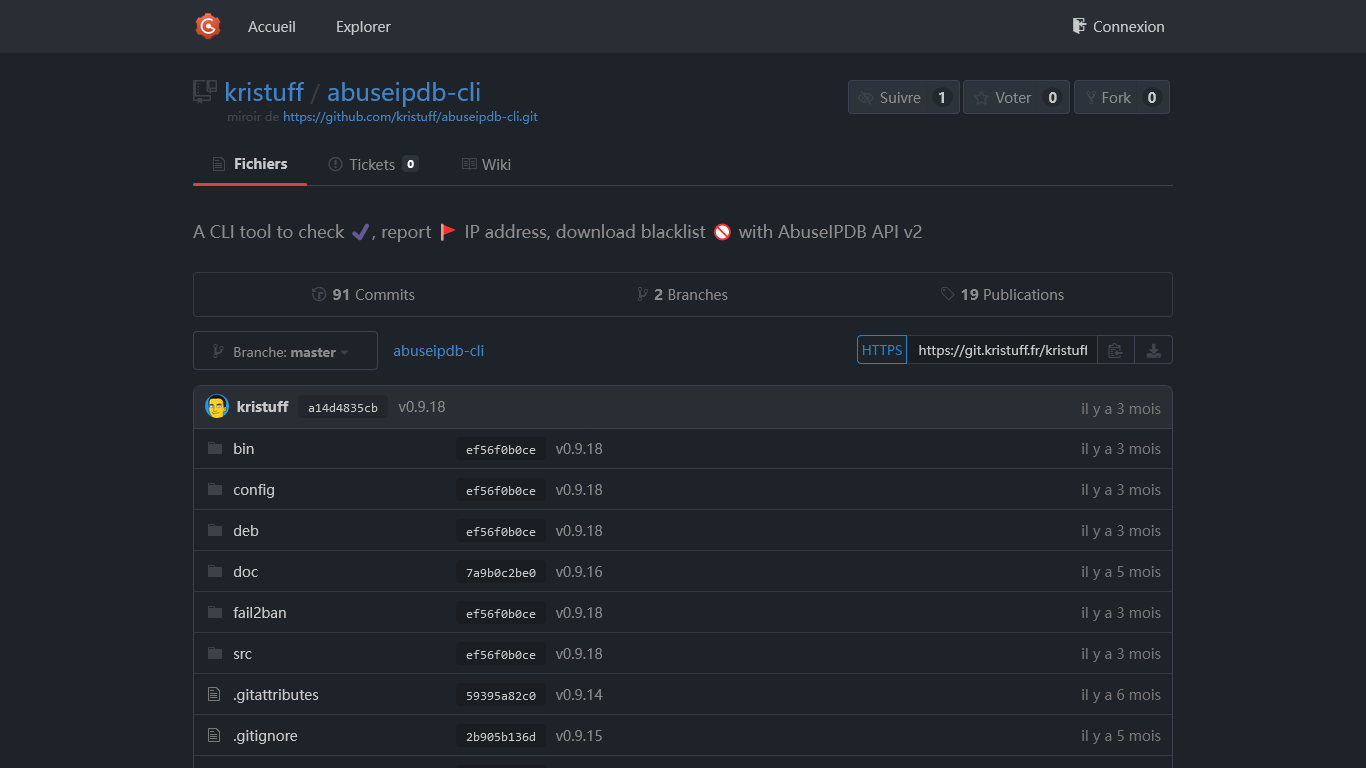 Accueil Explorer Connexion
kristuff / abuseipdb-cli Suivre 1 Voter 0 Fork 0
miroir de https://github.com/kristuff/abuseipdb-cli.git
Fichiers Tickets 0 Wiki
A CLI tool to check ✔, report 🚩 IP address, download blacklist 🚫 with AbuseIPDB API v2
91 Commits 2 Branches 19 Publications
Branche: master abuseipdb-cli HTTPS https://git.kristuff.fr/kristuff
kristuff a14d4835cb v0.9.18 il y a 3 mois
bin ef56f0b0ce v0.9.18 il y a 3 mois
config ef56f0b0ce v0.9.18 il y a 3 mois
deb ef56f0b0ce v0.9.18 il y a 3 mois
doc 7a9b0c2be0 v0.9.16 il y a 5 mois
fail2ban ef56f0b0ce v0.9.18 il y a 3 mois
src ef56f0b0ce v0.9.18 il y a 3 mois
.gitattributes 59395a82c0 v0.9.14 il y a 6 mois
.gitignore 2b905b136d v0.9.15 il y a 5 mois